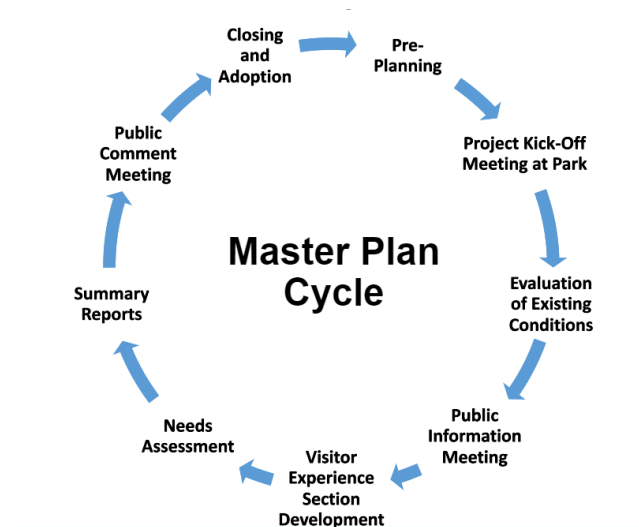 Master Plan
Cycle
Pre-
Planning
Project Kick-Off
Meeting at Park
Evaluation
of Existing
Conditions
Public
Information
Meeting
Visitor
Experience
Section
Development
Needs
Assessment
Summary
Reports
Public
Comment
Meeting
Closing
and
Adoption